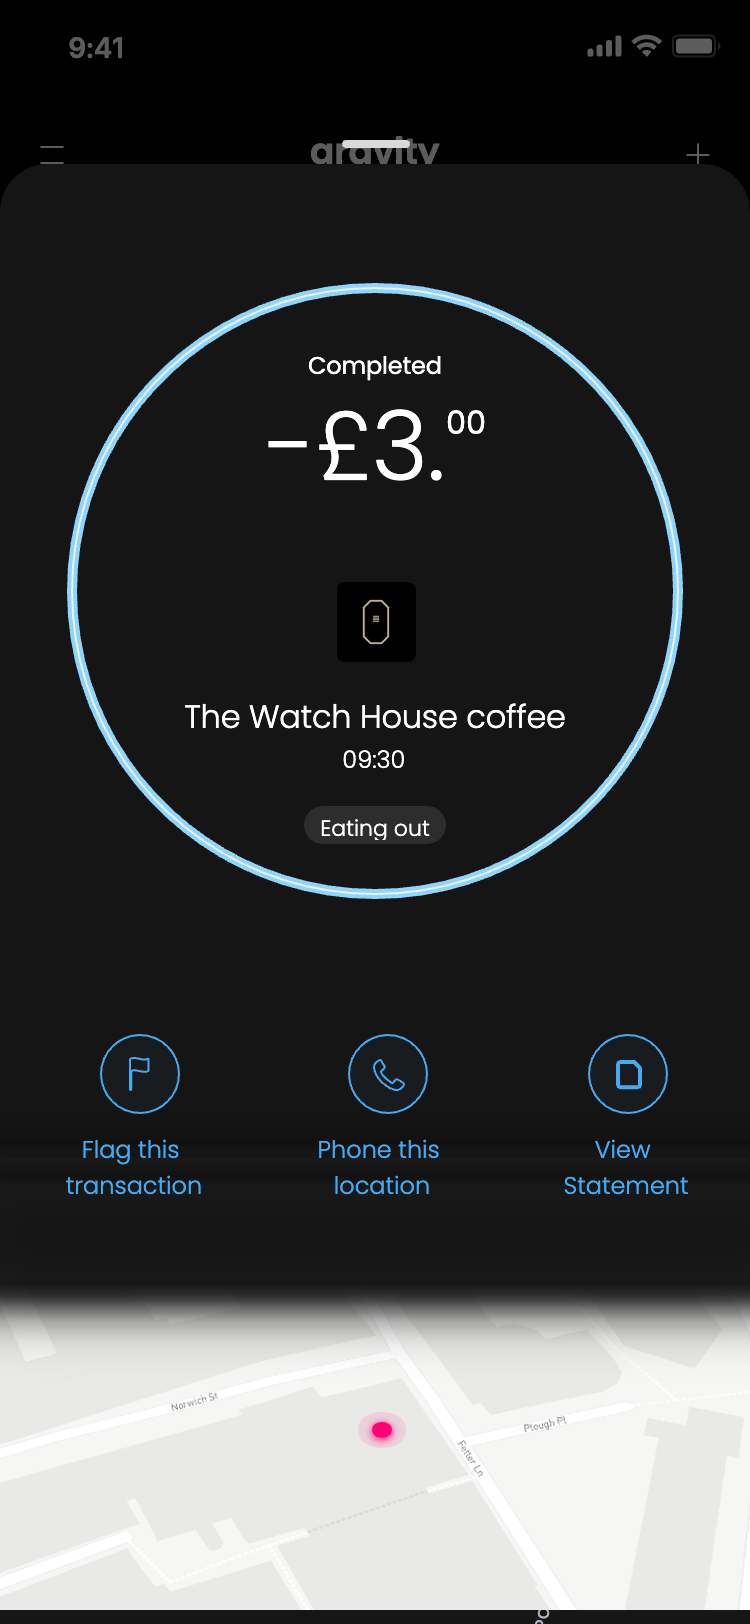 9:41
gravity
Completed
-£3.00
The Watch House coffee
09:30
Eating out
Flag this
transaction
Phone this
location
View
Statement
Norwich St
Plough Pl
Fetter Ln